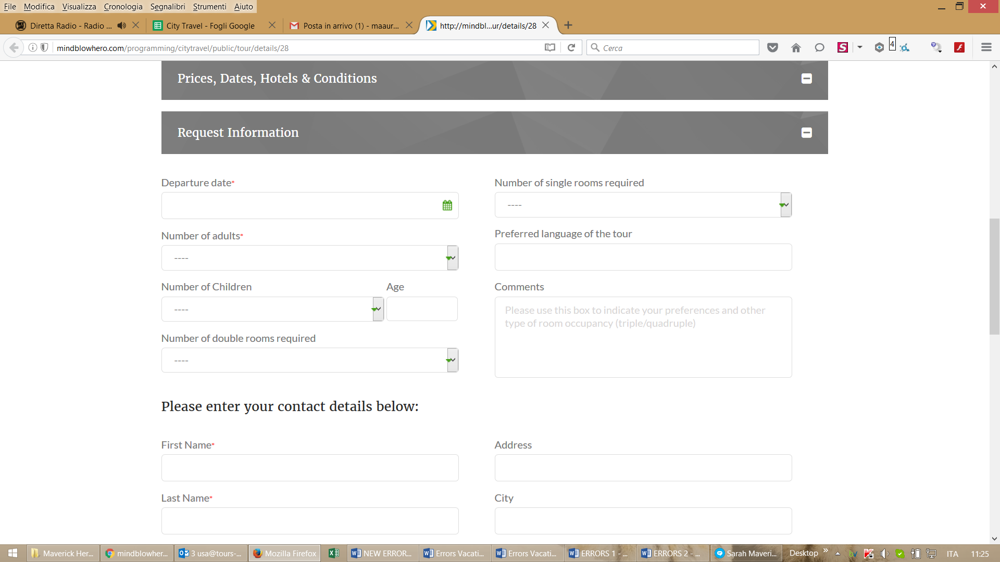 File Modifica Visualizza Cronologia Segnalibri Strumenti Aiuto
Diretta Radio - Radio ... City Travel - Fogli Google Posta in arrivo (1) - maaur... http://mindbl...ur/details/28
mindblowhero.com/programming/citytravel/public/tour/details/28 Cerca 4
Prices, Dates, Hotels & Conditions
Request Information
Departure date* Number of single rooms required
----
Number of adults* Preferred language of the tour
----
Number of Children Age Comments
---- Please use this box to indicate your preferences and other
type of room occupancy (triple/quadruple)
Number of double rooms required
----
Please enter your contact details below:
First Name* Address
Last Name* City
Maverick Her... mindblowher... 3 usa@tours-... Mozilla Firefox NEW ERROR... Errors Vacati... Errors Vacati... ERRORS 1 - ... ERRORS 2 - ... Sarah Maveri... Desktop ITA 11:25